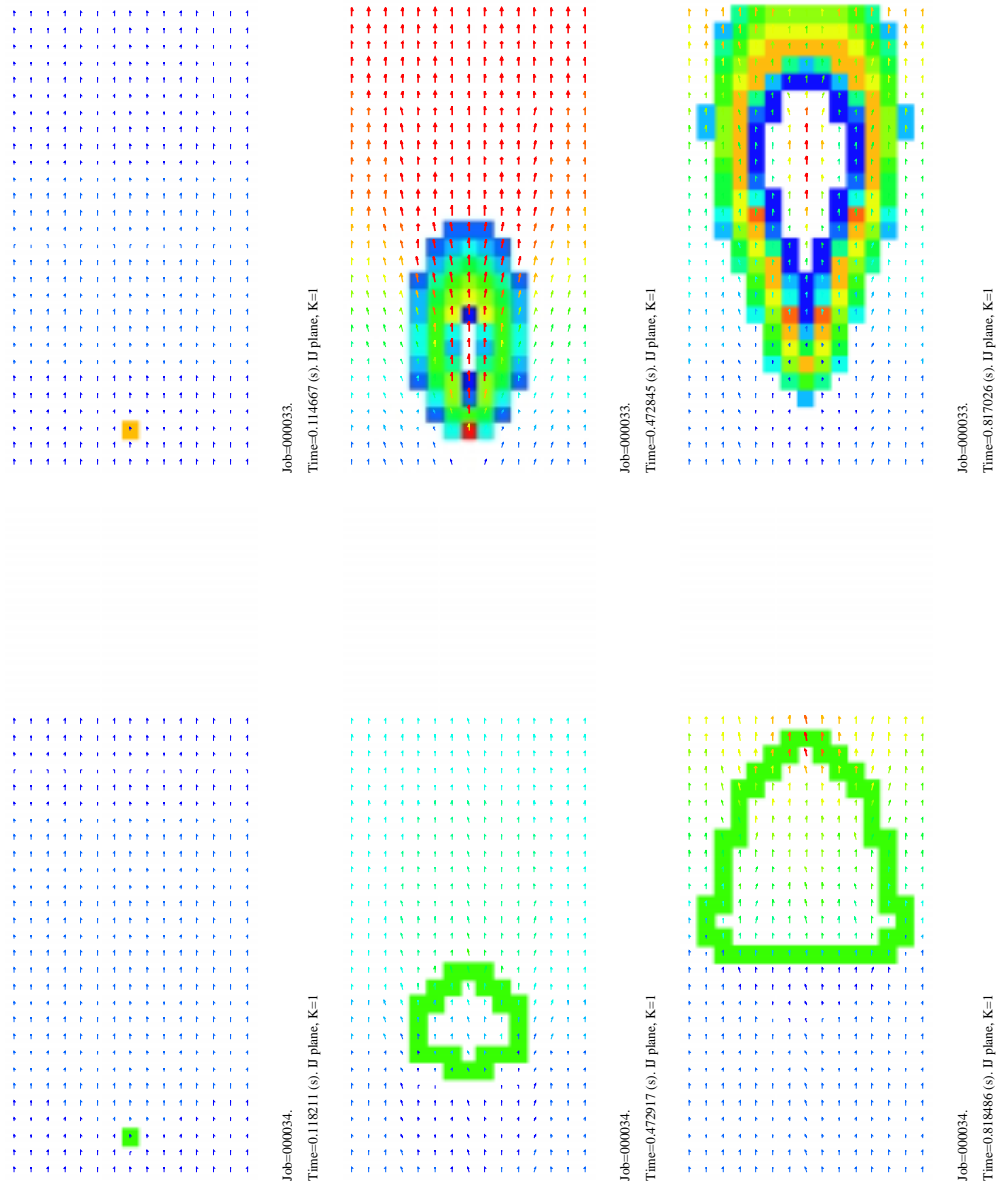 Job=000033.
Time=0.114667 (s). IJ plane, K=1
Job=000033.
Time=0.472845 (s). IJ plane, K=1
Job=000033.
Time=0.817026 (s). IJ plane, K=1
Job=000034.
Time=0.118211 (s). IJ plane, K=1
Job=000034.
Time=0.472917 (s). IJ plane, K=1
Job=000034.
Time=0.818486 (s). IJ plane, K=1